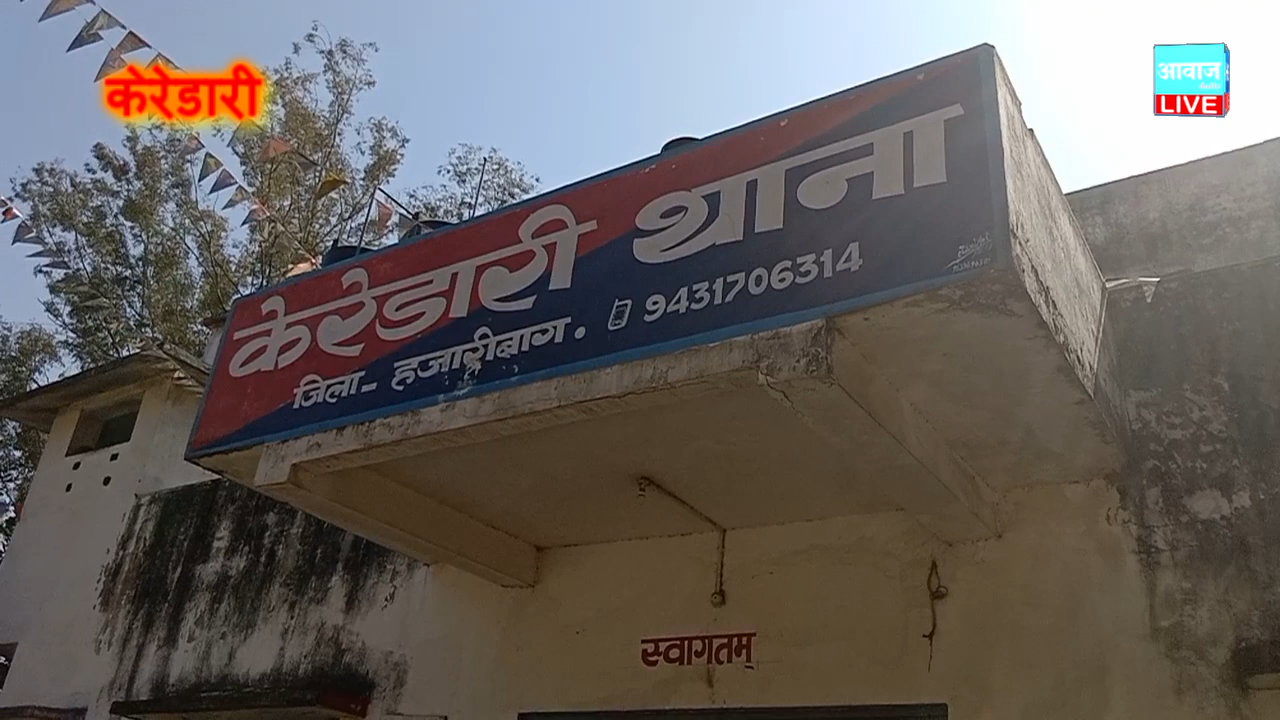 केरेडारी
आवाज
LIVE
केरेडारी थाना
जिला- हजारीबाग. 9431706314
स्वागतम्